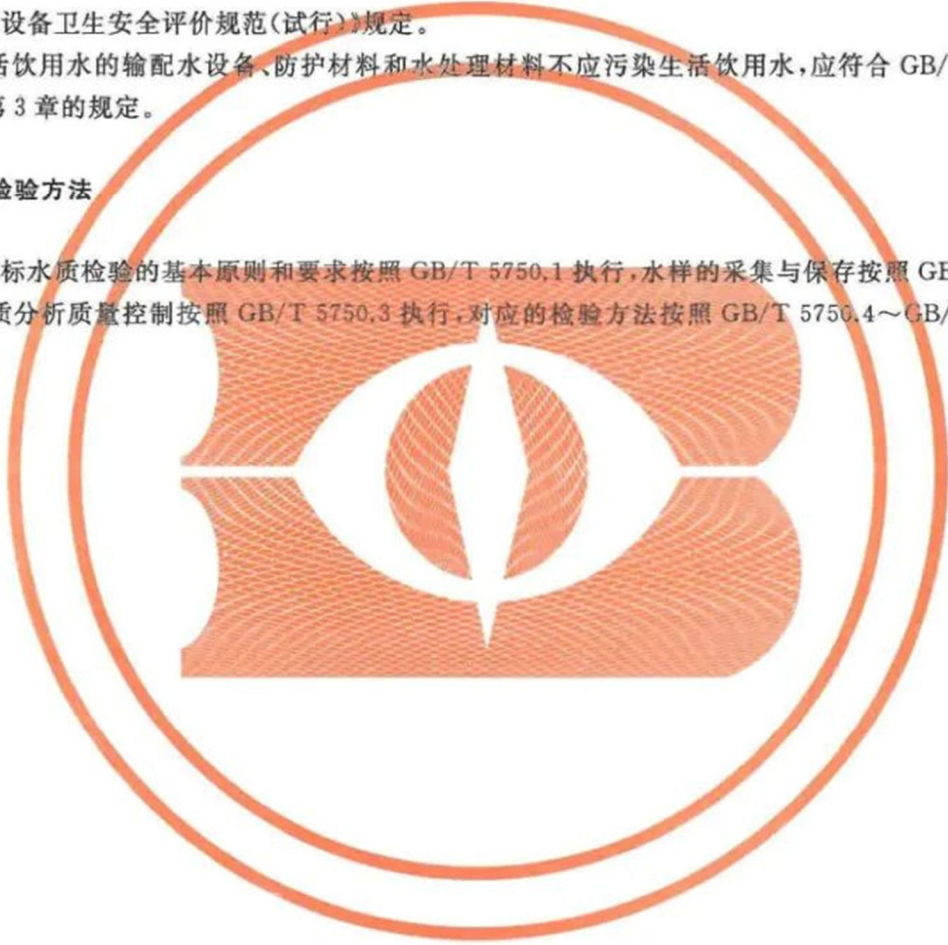 设备卫生安全评价规范(试行)》规定。
活饮用水的输配水设备、防护材料和水处理材料不应污染生活饮用水,应符合 GB/
第 3 章的规定。
检验方法
标水质检验的基本原则和要求按照 GB/T 5750.1 执行,水样的采集与保存按照 GB
质分析质量控制按照 GB/T 5750.3 执行,对应的检验方法按照 GB/T 5750.4～GB/